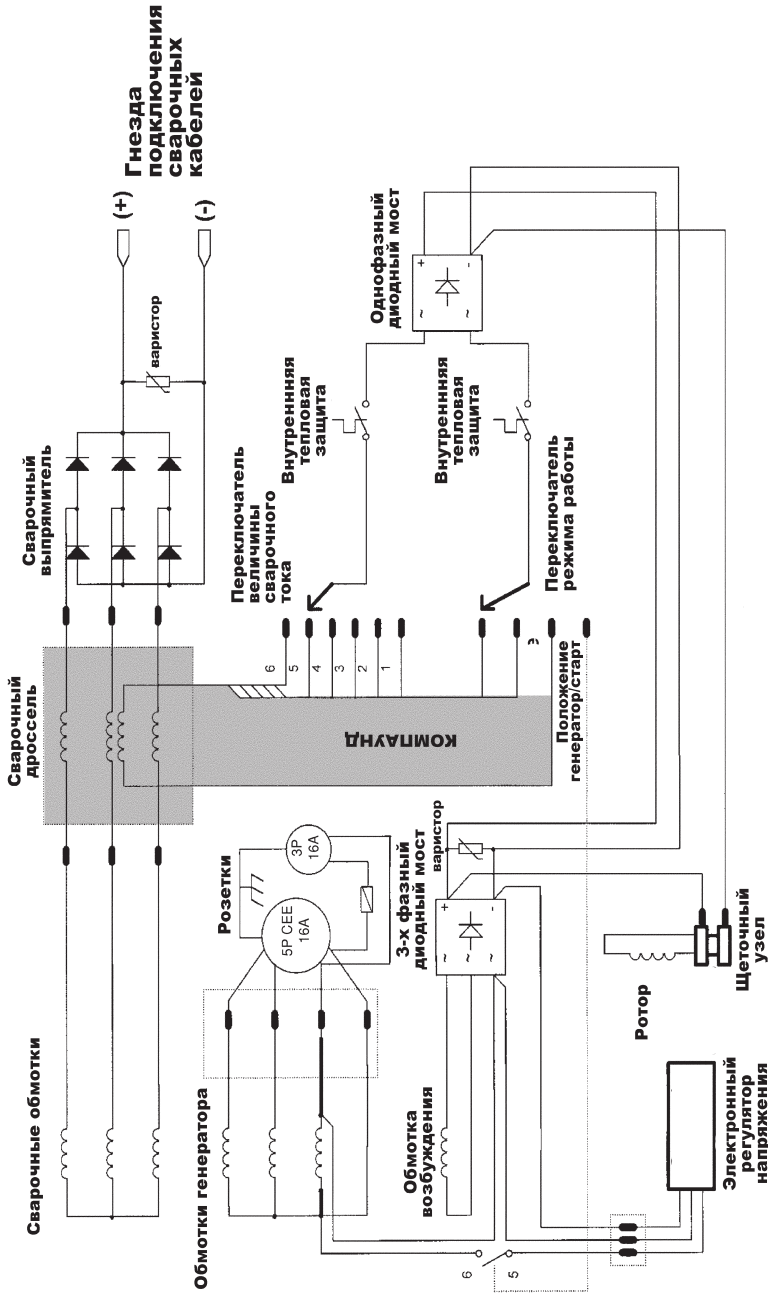 Сварочные обмотки
Сварочный
дроссель
Сварочный
выпрямитель
(+)
(-)
Гнезда
подключения
сварочных
кабелей
варистор
Обмотки генератора
Розетки
5P CEE
16A
3P
16A
КОМПАУНД
Переключатель
величины
сварочного
тока
6
5
4
3
2
1
Внутреннняя
тепловая
защита
Внутреннняя
тепловая
защита
Однофазный
диодный мост
+
-
~
~
Переключатель
режима работы
Положение
генератор/старт
Обмотка
возбуждения
3-х фазный
диодный мост
варистор
+
-
~
~
~
6
5
Ротор
Щеточный
узел
Электронный
регулятор
напряжения